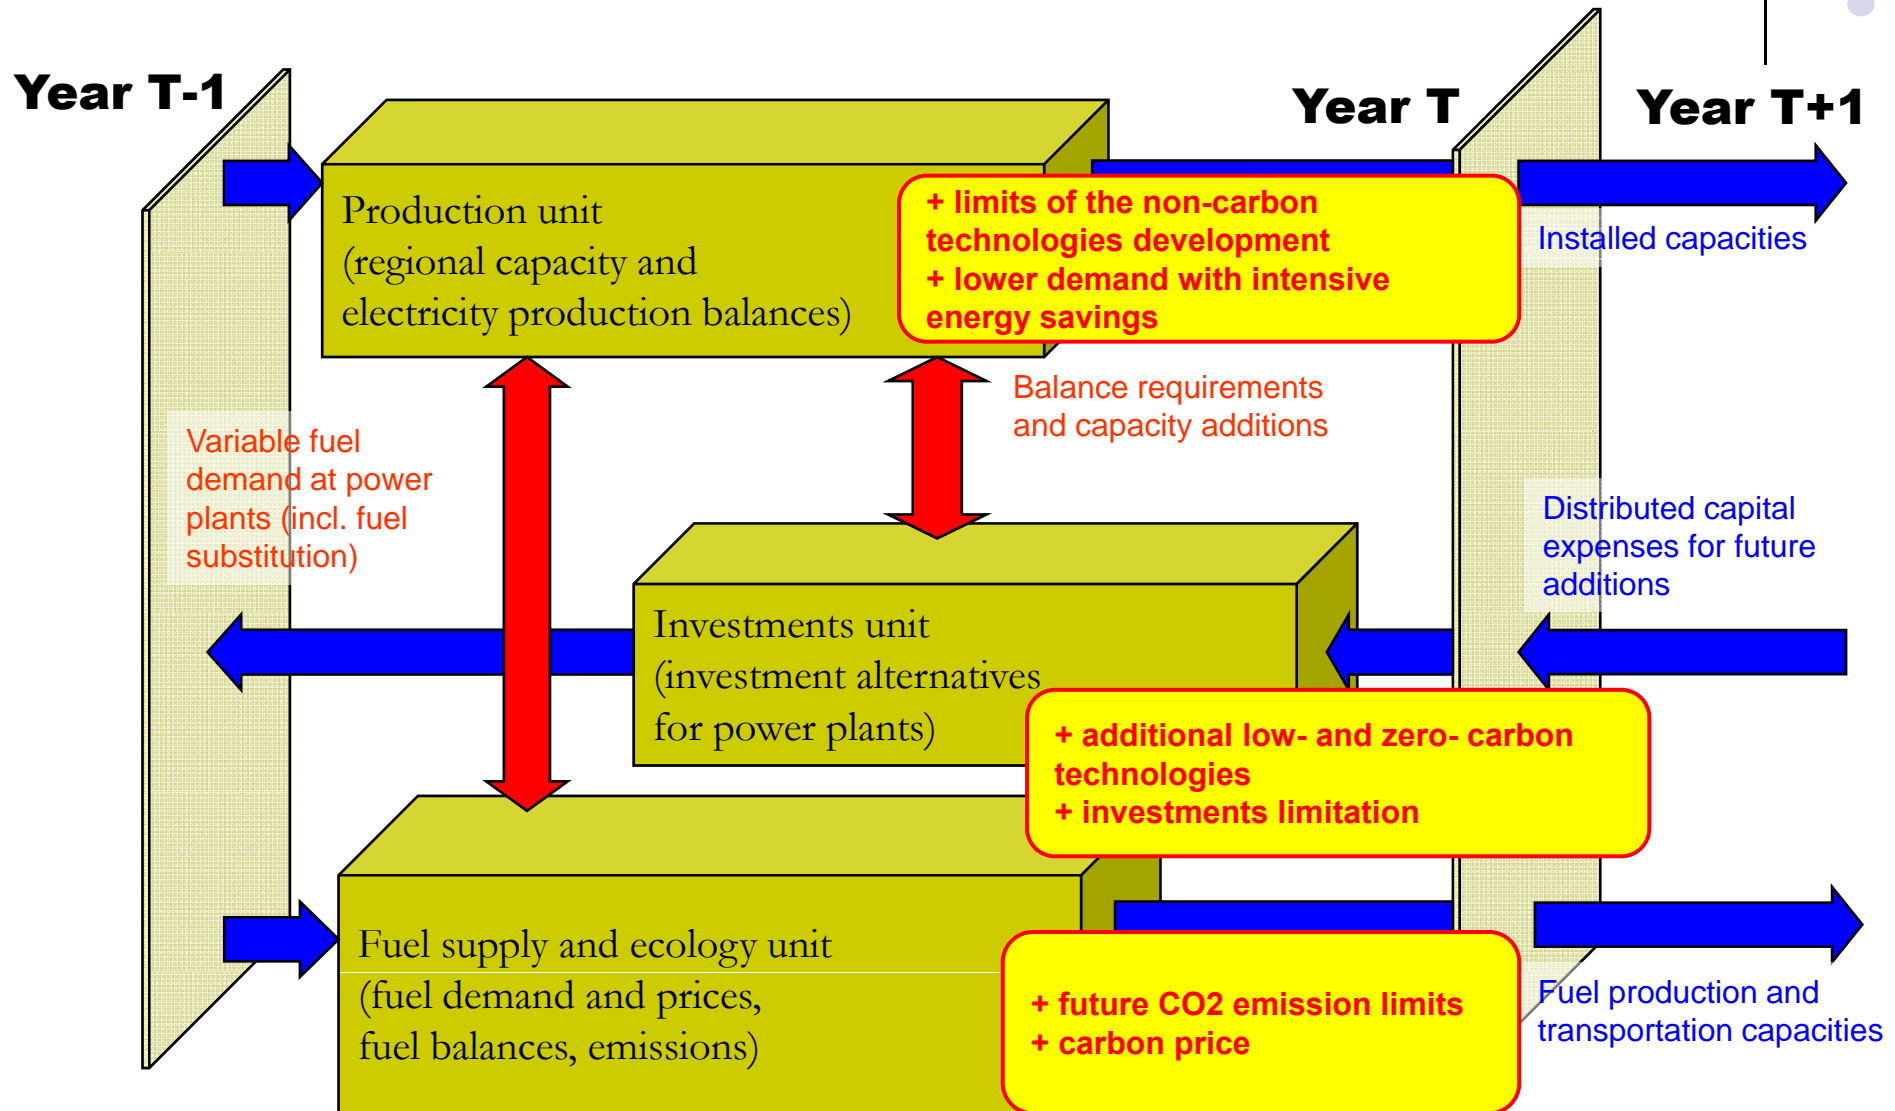 Year T-1
Year T
Year T+1
Production unit
(regional capacity and
electricity production balances)
+ limits of the non-carbon
technologies development
+ lower demand with intensive
energy savings
Installed capacities
Balance requirements
and capacity additions
Variable fuel
demand at power
plants (incl. fuel
substitution)
Distributed capital
expenses for future
additions
Investments unit
(investment alternatives
for power plants)
+ additional low- and zero- carbon
technologies
+ investments limitation
Fuel supply and ecology unit
(fuel demand and prices,
fuel balances, emissions)
+ future CO2 emission limits
+ carbon price
Fuel production and
transportation capacities